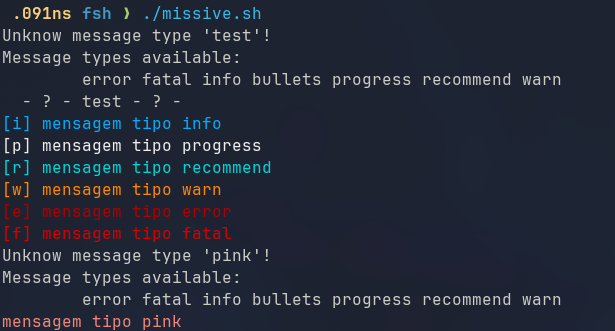 .091ns fsh ❯ ./missive.sh
Unknow message type 'test'!
Message types available:
        error fatal info bullets progress recommend warn
  - ? - test - ? -
[i] mensagem tipo info
[p] mensagem tipo progress
[r] mensagem tipo recommend
[w] mensagem tipo warn
[e] mensagem tipo error
[f] mensagem tipo fatal
Unknow message type 'pink'!
Message types available:
        error fatal info bullets progress recommend warn
mensagem tipo pink